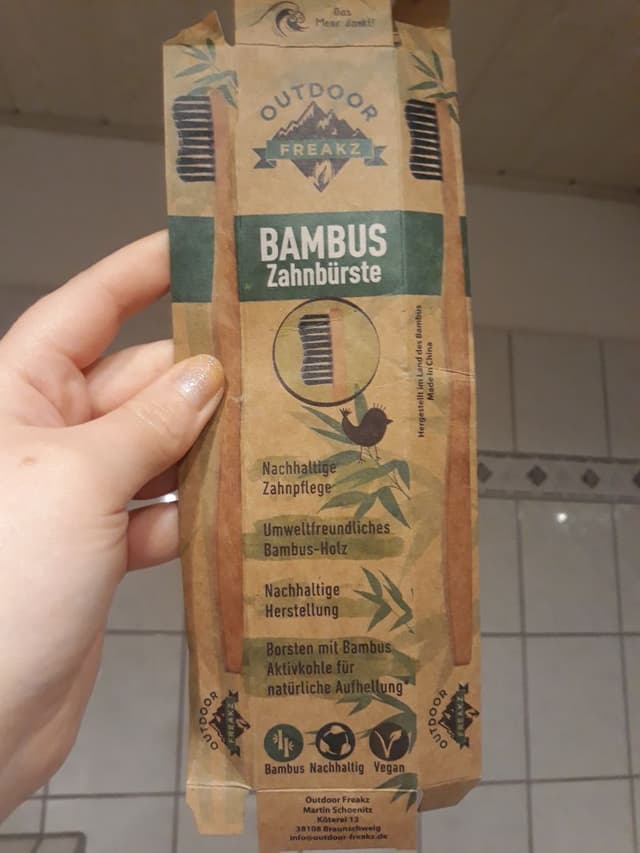 Das
Meer dankt!
OUTDOOR
FREAKZ
BAMBUS
Zahnbürste
Hergestellt im Land des Bambus
Made in China
Nachhaltige
Zahnpflege
Umweltfreundliches
Bambus-Holz
Nachhaltige
Herstellung
Borsten mit Bambus
Aktivkohle für
natürliche Aufhellung*
OUTDOOR
FREAKZ
OUTDOOR
FREAKZ
Bambus Nachhaltig Vegan
Outdoor Freakz
Martin Schoenitz
Köterei 13
38108 Braunschweig
info@outdoor-freakz.de